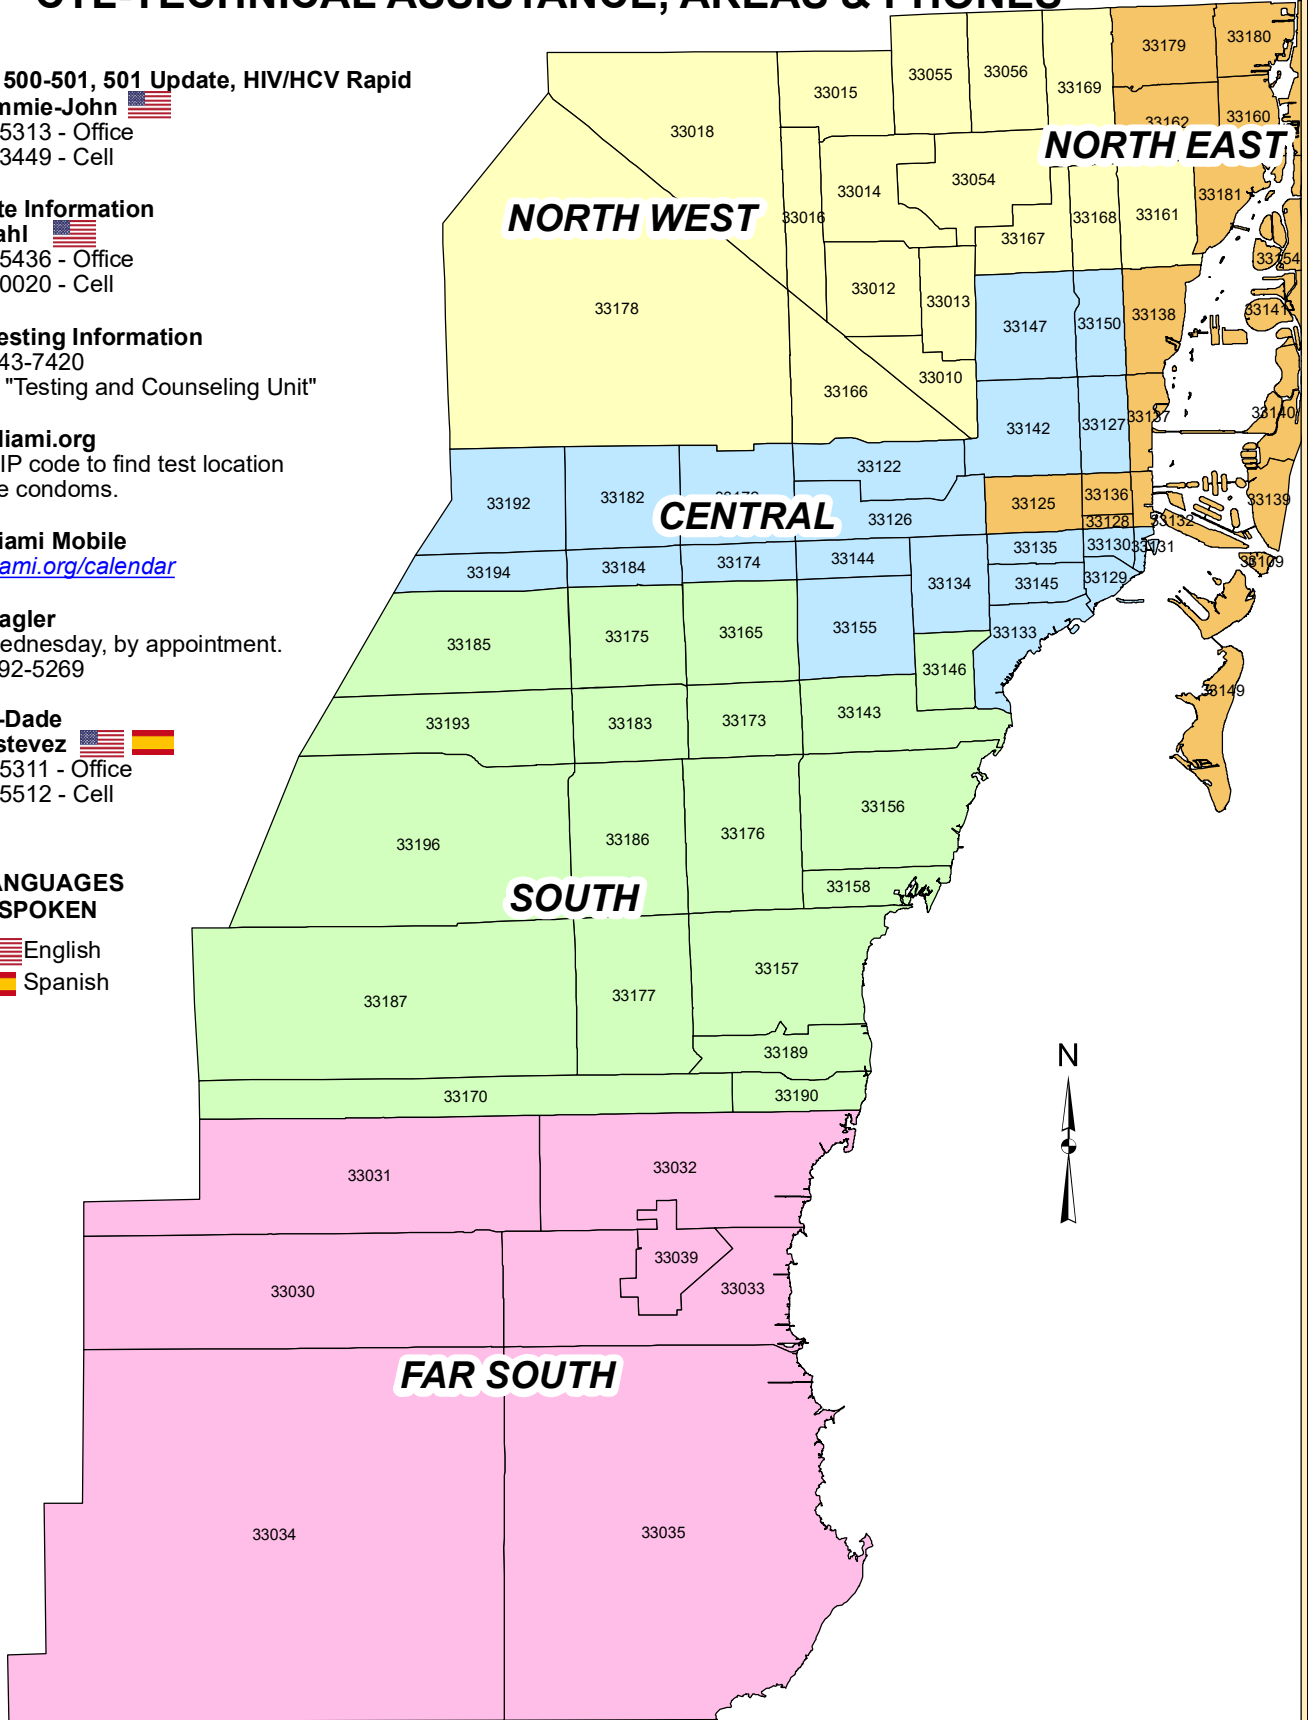 500-501, 501 Update, HIV/HCV Rapid
mmie-John
5313 - Office
3449 - Cell
te Information
ahl
5436 - Office
0020 - Cell
esting Information
43-7420
"Testing and Counseling Unit"
liami.org
IP code to find test location
e condoms.
iami Mobile
ami.org/calendar
agler
ednesday, by appointment.
92-5269
-Dade
stevez
5311 - Office
5512 - Cell
ANGUAGES
SPOKEN
English
Spanish
33179
33180
33055
33056
33169
33015
33018
33162
33160
NORTH EAST
33014
33054
33181
NORTH WEST
33016
33168
33161
33167
33154
33178
33012
33013
33147
33150
33138
33141
33166
33010
33142
33127
33137
33140
33122
33192
33182
33125
33136
33139
CENTRAL
33126
33128
33132
33194
33184
33174
33144
33135
33130
33131
33109
33134
33145
33129
33185
33175
33165
33155
33133
33146
33149
33193
33183
33173
33143
33196
33186
33176
33156
33158
SOUTH
33187
33177
33157
33189
33170
33190
N
33031
33032
33039
33030
33033
FAR SOUTH
33034
33035